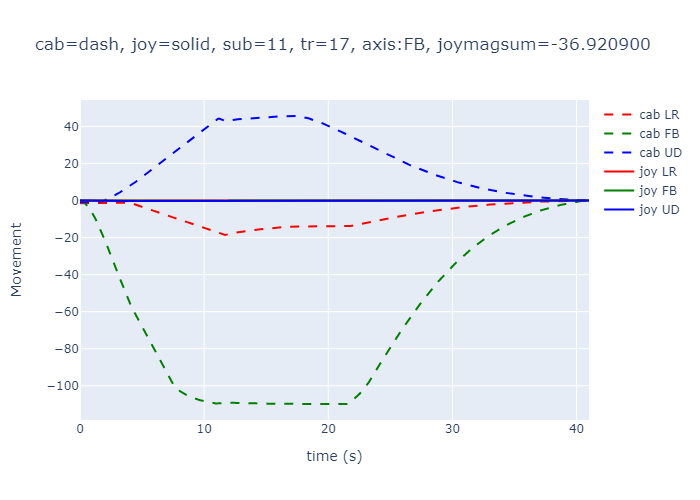 cab=dash, joy=solid, sub=11, tr=17, axis:FB, joymagsum=-36.920900
cab LR
cab FB
cab UD
joy LR
joy FB
joy UD
Movement
40
20
0
−20
−40
−60
−80
−100
0
10
20
30
40
time (s)